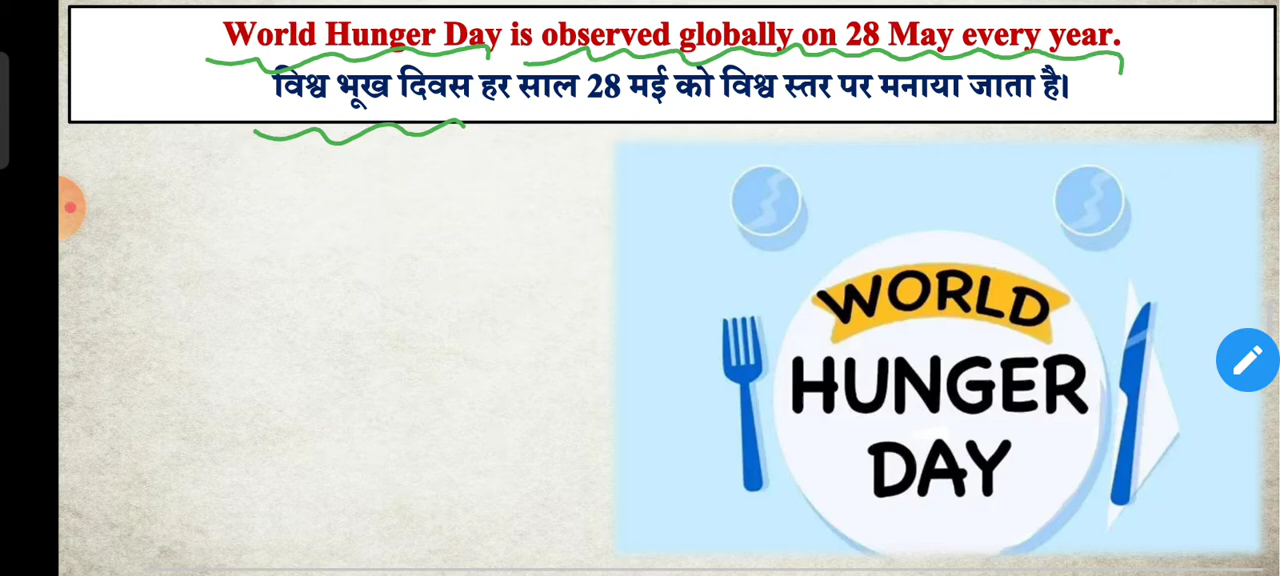 World Hunger Day is observed globally on 28 May every year.
विश्व भूख दिवस हर साल 28 मई को विश्व स्तर पर मनाया जाता है।
WORLD
HUNGER
DAY